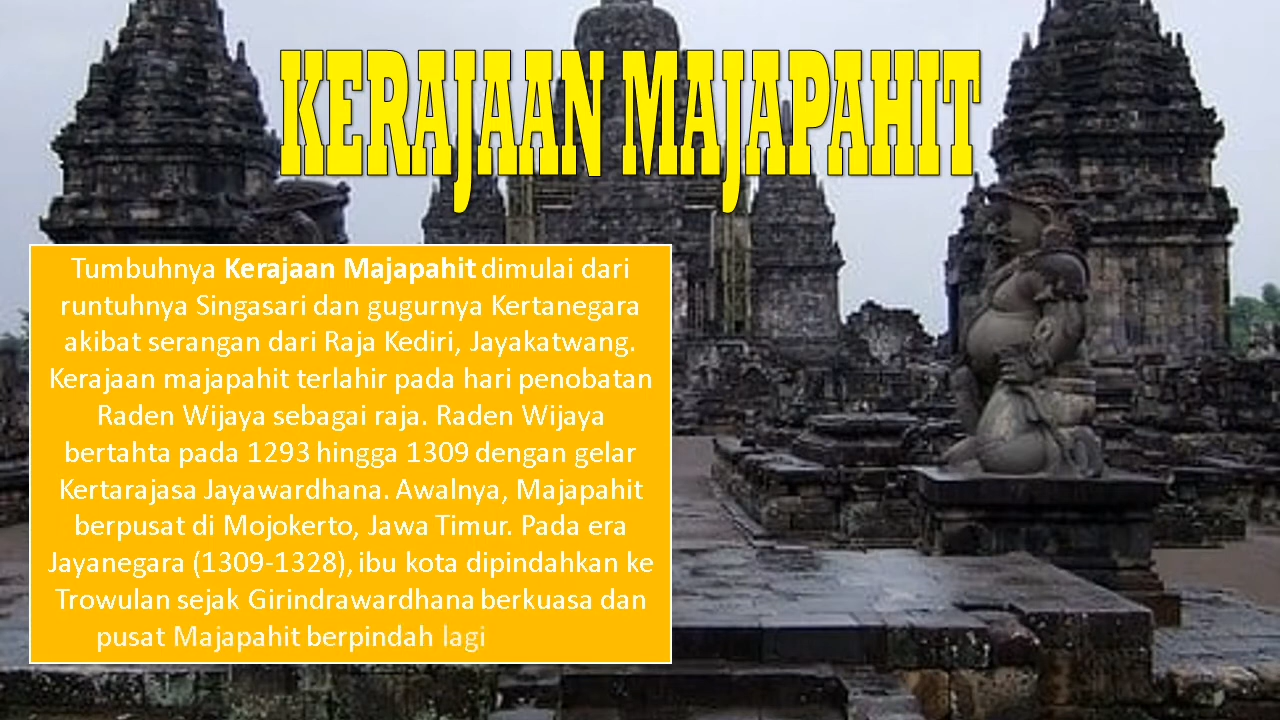 KERAJAAN MAJAPAHIT
Tumbuhnya Kerajaan Majapahit dimulai dari
runtuhnya Singasari dan gugurnya Kertanegara
akibat serangan dari Raja Kediri, Jayakatwang.
Kerajaan majapahit terlahir pada hari penobatan
Raden Wijaya sebagai raja. Raden Wijaya
bertahta pada 1293 hingga 1309 dengan gelar
Kertarajasa Jayawardhana. Awalnya, Majapahit
berpusat di Mojokerto, Jawa Timur. Pada era
Jayanegara (1309-1328), ibu kota dipindahkan ke
Trowulan sejak Girindrawardhana berkuasa dan
pusat Majapahit berpindah lagi